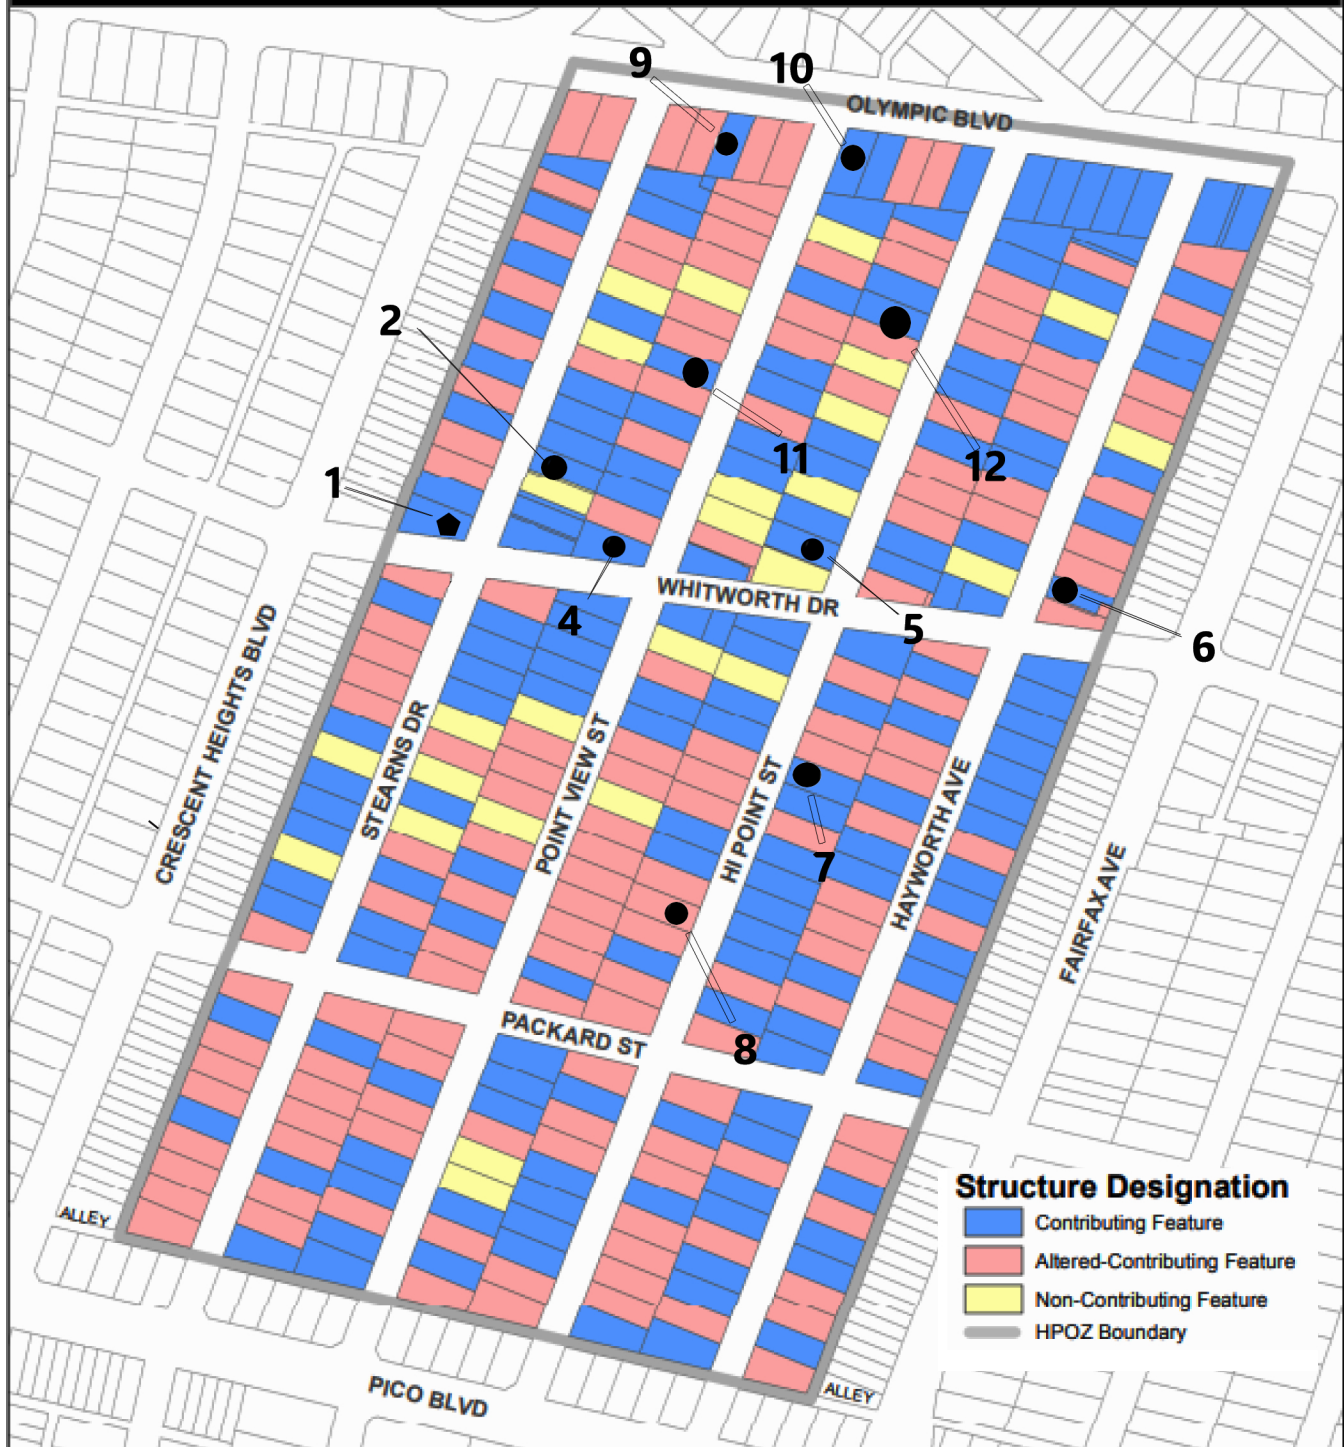 9
10
OLYMPIC BLVD
2
11
12
1
WHITWORTH DR
4
5
6
CRESCENT HEIGHTS BLVD
STEARNS DR
POINT VIEW ST
HI POINT ST
HAYWORTH AVE
FAIRFAX AVE
7
8
PACKARD ST
Structure Designation
Contributing Feature
Altered-Contributing Feature
Non-Contributing Feature
HPOZ Boundary
ALLEY
PICO BLVD
ALLEY